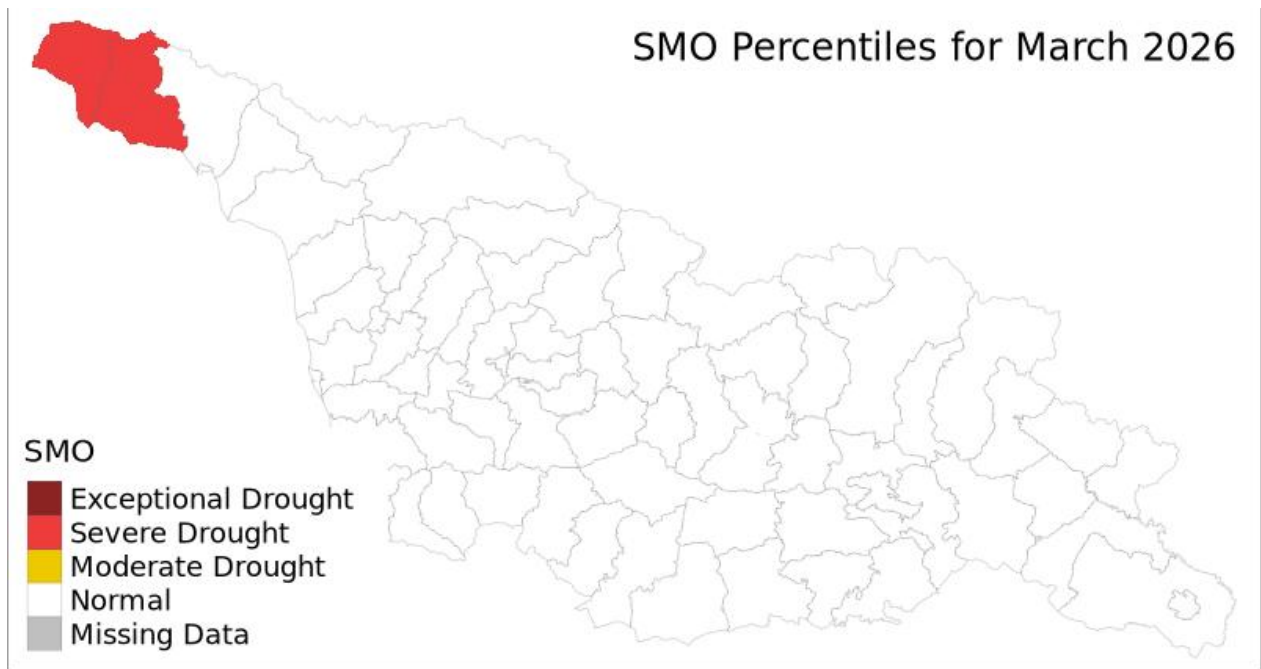 SMO Percentiles for March 2026
SMO
Exceptional Drought
Severe Drought
Moderate Drought
Normal
Missing Data